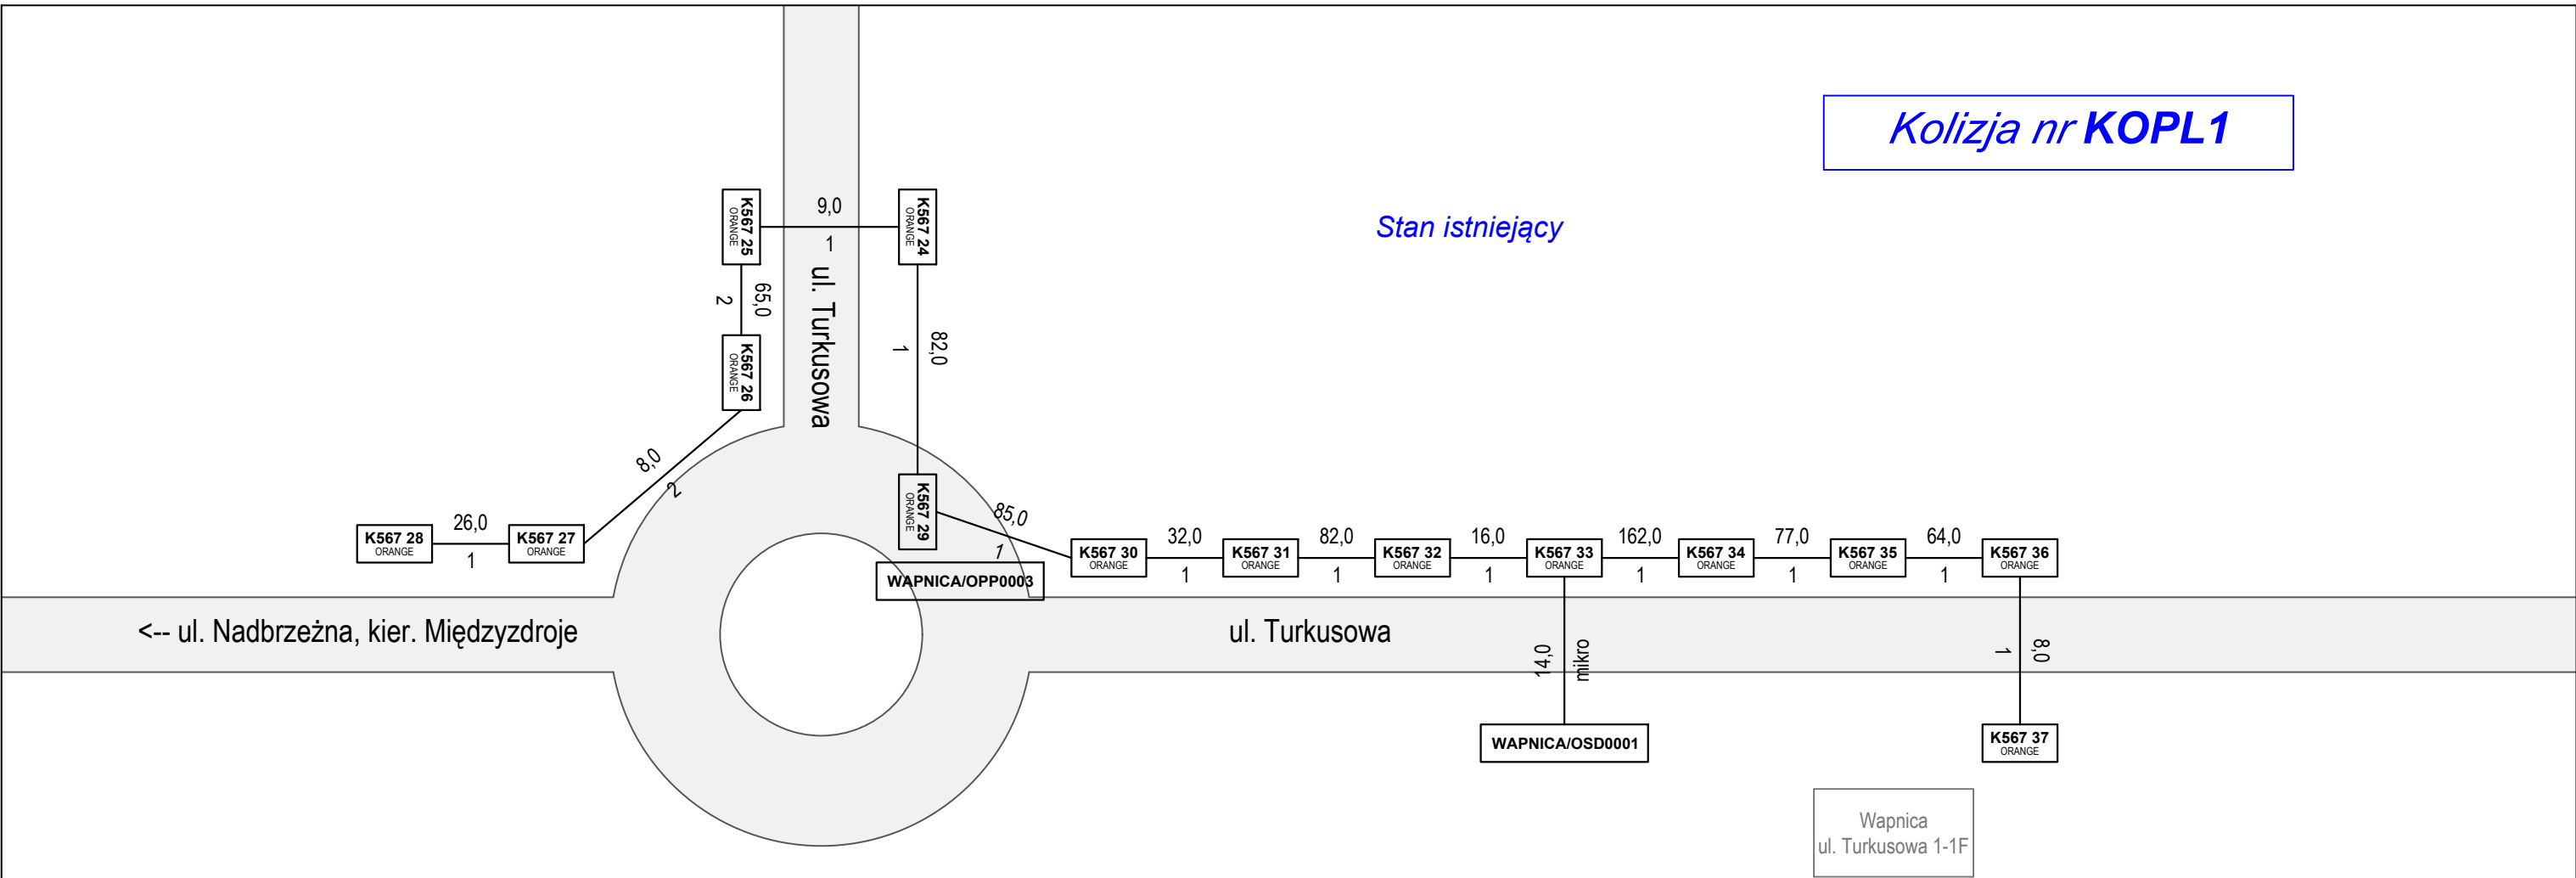 Kolizja nr KOPL1
Stan istniejący
K567 25
ORANGE
9,0
1
K567 24
ORANGE
65,0
2
ul. Turkusowa
82,0
1
K567 26
ORANGE
8,0
2
K567 28
ORANGE
26,0
1
K567 27
ORANGE
K567 29
ORANGE
85,0
1
WAPNICA/OPP0003
K567 30
ORANGE
32,0
1
K567 31
ORANGE
82,0
1
K567 32
ORANGE
16,0
1
K567 33
ORANGE
162,0
1
K567 34
ORANGE
77,0
1
K567 35
ORANGE
64,0
1
K567 36
ORANGE
<-- ul. Nadbrzeżna, kier. Międzyzdroje
ul. Turkusowa
14,0
mikro
8,0
1
WAPNICA/OSD0001
K567 37
ORANGE
Wapnica
ul. Turkusowa 1-1F